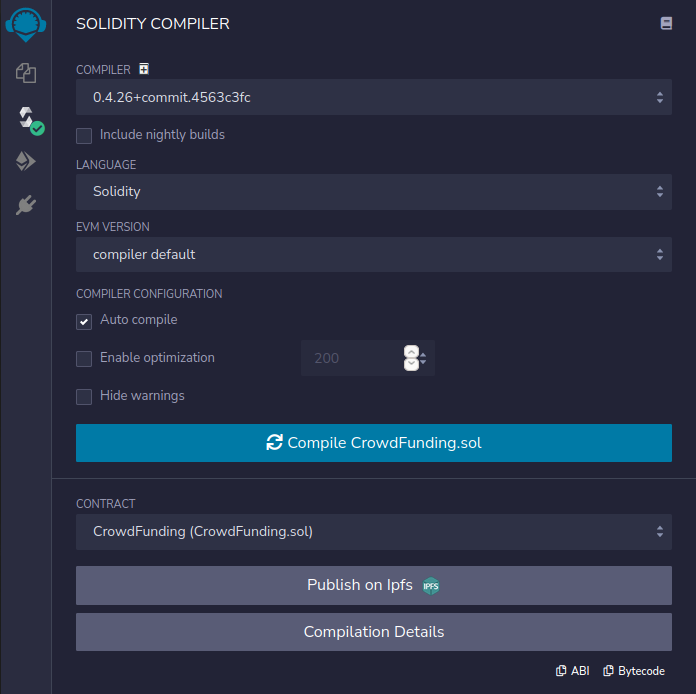 SOLIDITY COMPILER
COMPILER
0.4.26+commit.4563c3fc
Include nightly builds
LANGUAGE
Solidity
EVM VERSION
compiler default
COMPILER CONFIGURATION
Auto compile
Enable optimization 200
Hide warnings
Compile CrowdFunding.sol
CONTRACT
CrowdFunding (CrowdFunding.sol)
Publish on Ipfs IPFS
Compilation Details
ABI Bytecode